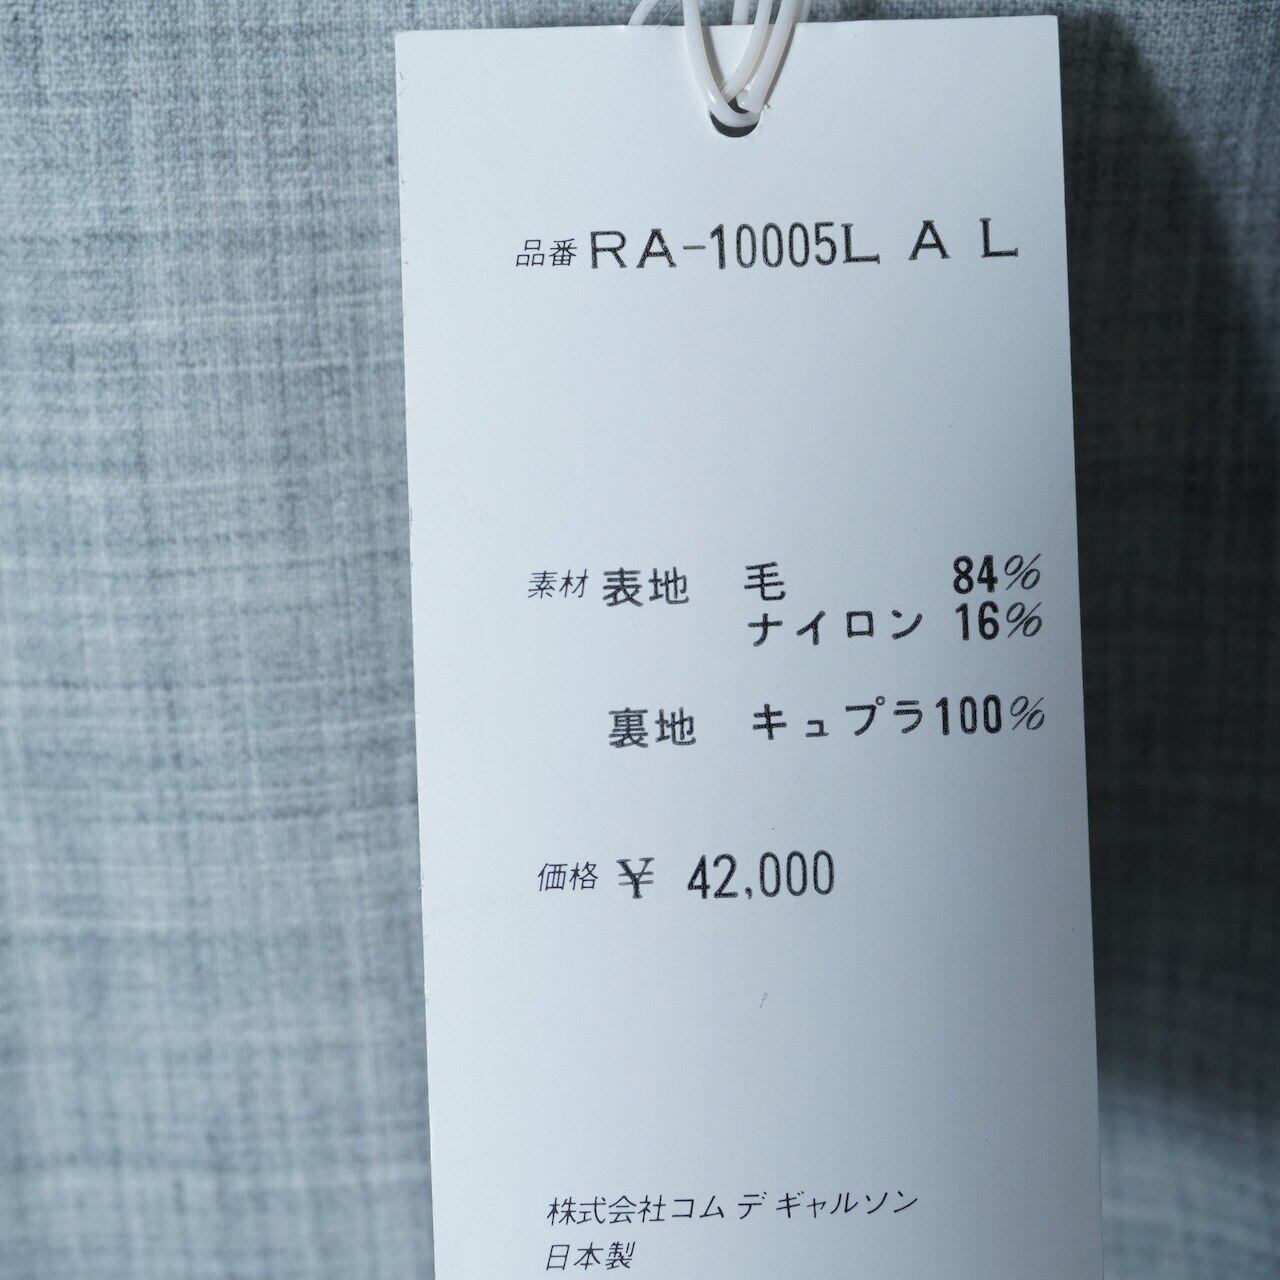 品番 RA-10005L A L
素材 表地 毛 84%
ナイロン 16%
裏地 キュプラ100%
価格 ¥ 42,000
株式会社コム デ ギャルソン
日本製